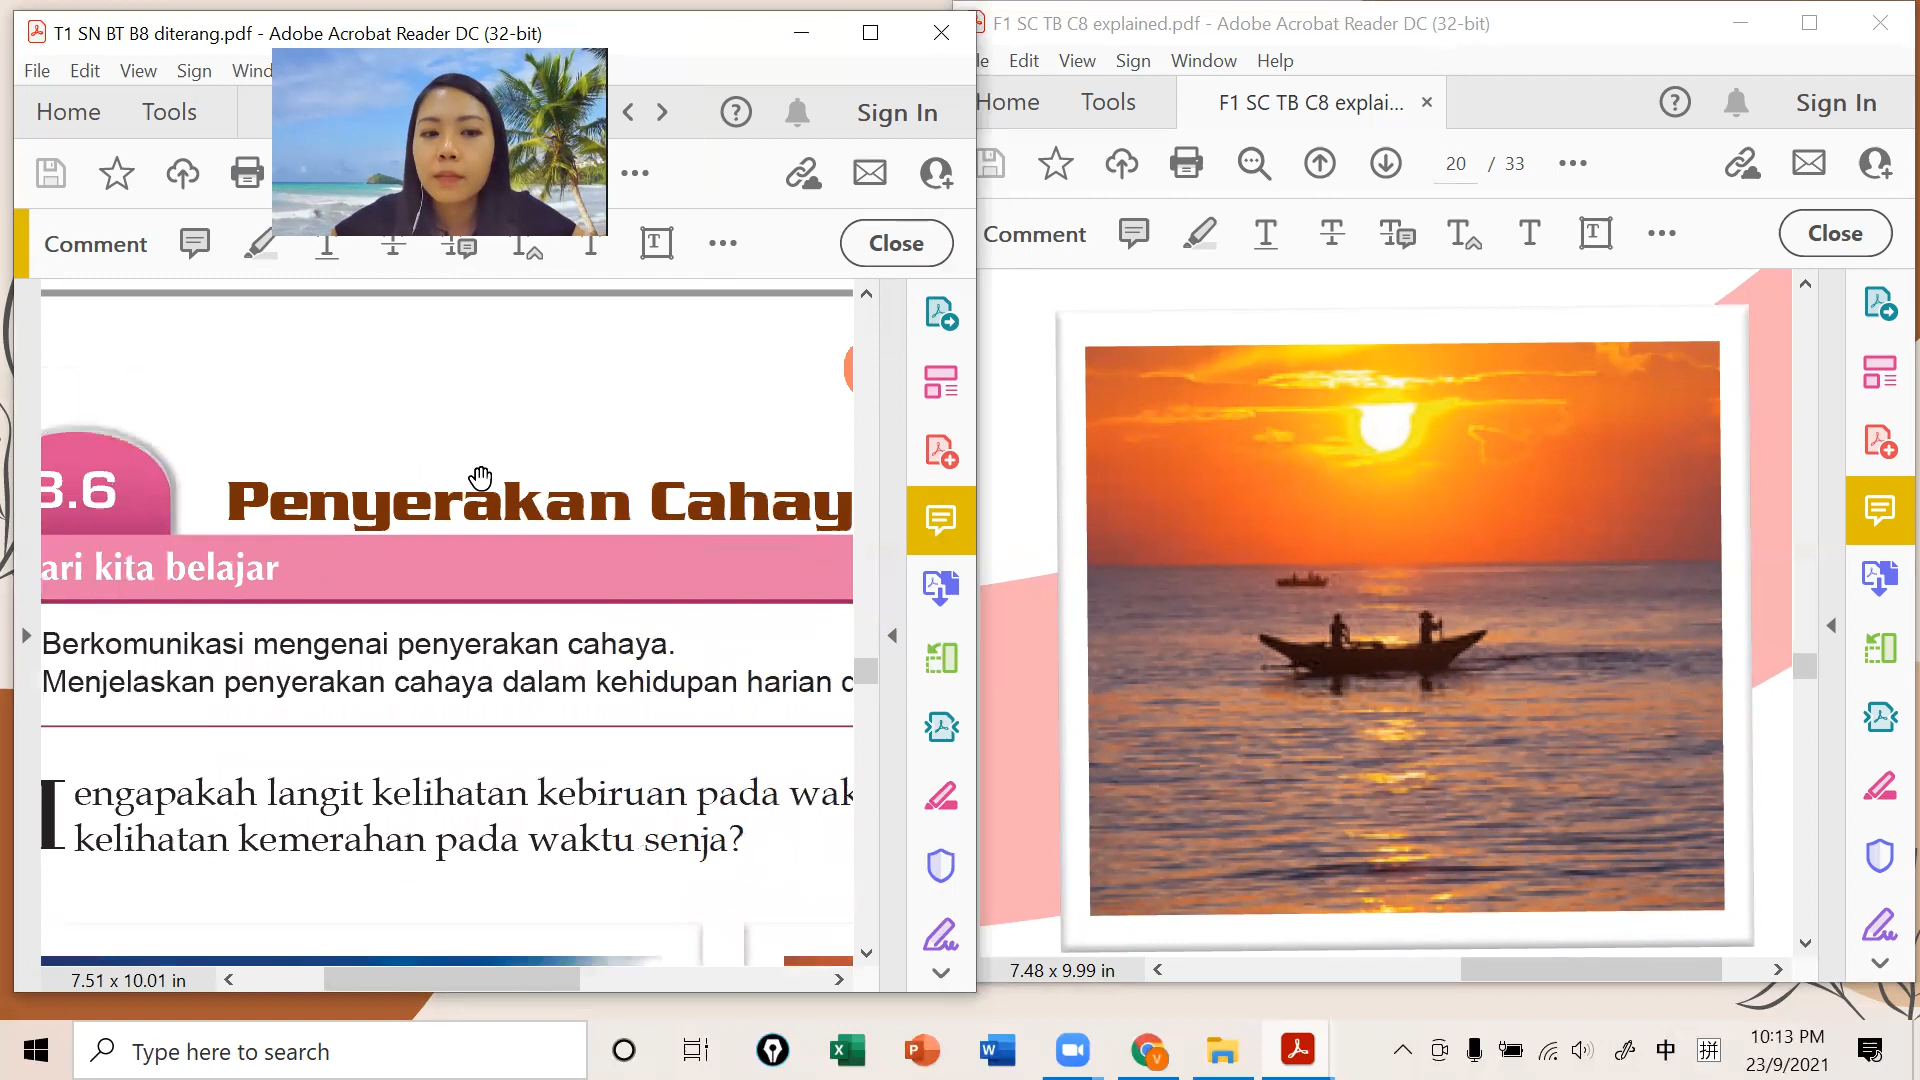 T1 SN BT B8 diterang.pdf - Adobe Acrobat Reader DC (32-bit)
File Edit View Sign Wind
Home Tools
Sign In
Comment
Close
8.6
Penyerakan Cahay
ari kita belajar
Berkomunikasi mengenai penyerakan cahaya.
Menjelaskan penyerakan cahaya dalam kehidupan harian d
engapakah langit kelihatan kebiruan pada wak
kelihatan kemerahan pada waktu senja?
7.51 x 10.01 in
F1 SC TB C8 explained.pdf - Adobe Acrobat Reader DC (32-bit)
le Edit View Sign Window Help
Home Tools
F1 SC TB C8 explai... ×
Sign In
20 / 33
Comment
Close
7.48 x 9.99 in
Type here to search
中
拼
10:13 PM
23/9/2021